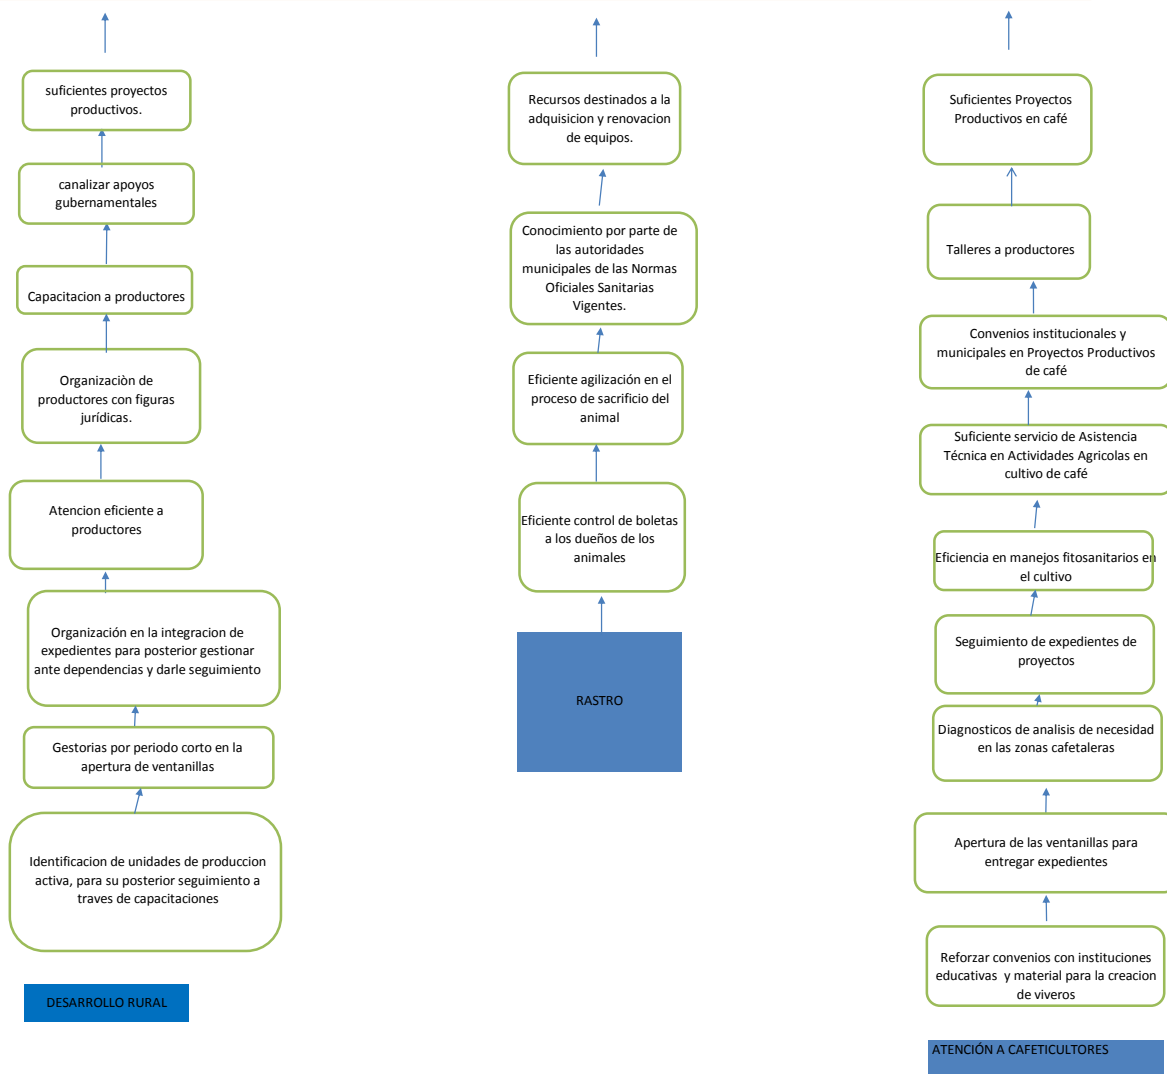 suficientes proyectos
productivos.
canalizar apoyos
gubernamentales
Capacitacion a productores
Organizaciòn de
productores con figuras
jurídicas.
Atencion eficiente a
productores
Organización en la integracion de
expedientes para posterior gestionar
ante dependencias y darle seguimiento
Gestorias por periodo corto en la
apertura de ventanillas
Identificacion de unidades de produccion
activa, para su posterior seguimiento a
traves de capacitaciones
DESARROLLO RURAL
Recursos destinados a la
adquisicion y renovacion
de equipos.
Conocimiento por parte de
las autoridades
municipales de las Normas
Oficiales Sanitarias
Vigentes.
Eficiente agilización en el
proceso de sacrificio del
animal
Eficiente control de boletas
a los dueños de los
animales
RASTRO
Suficientes Proyectos
Productivos en café
Talleres a productores
Convenios institucionales y
municipales en Proyectos Productivos
de café
Suficiente servicio de Asistencia
Técnica en Actividades Agricolas en
cultivo de café
Eficiencia en manejos fitosanitarios en
el cultivo
Seguimiento de expedientes de
proyectos
Diagnosticos de analisis de necesidad
en las zonas cafetaleras
Apertura de las ventanillas para
entregar expedientes
Reforzar convenios con instituciones
educativas y material para la creacion
de viveros
ATENCIÓN A CAFETICULTORES